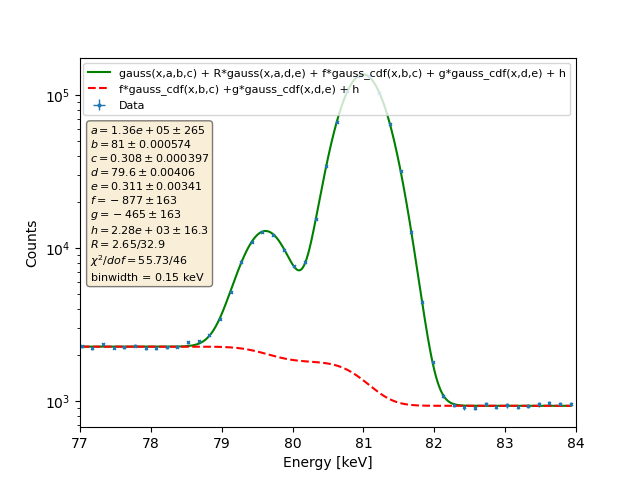 gauss(x,a,b,c) + R*gauss(x,a,d,e) + f*gauss_cdf(x,b,c) + g*gauss_cdf(x,d,e) + h
f*gauss_cdf(x,b,c) +g*gauss_cdf(x,d,e) + h
Data
a = 1.36e + 05 ± 265
b = 81 ± 0.000574
c = 0.308 ± 0.000397
d = 79.6 ± 0.00406
e = 0.311 ± 0.00341
f = − 877 ± 163
g = − 465 ± 163
h = 2.28e + 03 ± 16.3
R = 2.65/32.9
χ²/dof = 55.73/46
binwidth = 0.15 keV
10⁵
10⁴
10³
Counts
77 78 79 80 81 82 83 84
Energy [keV]